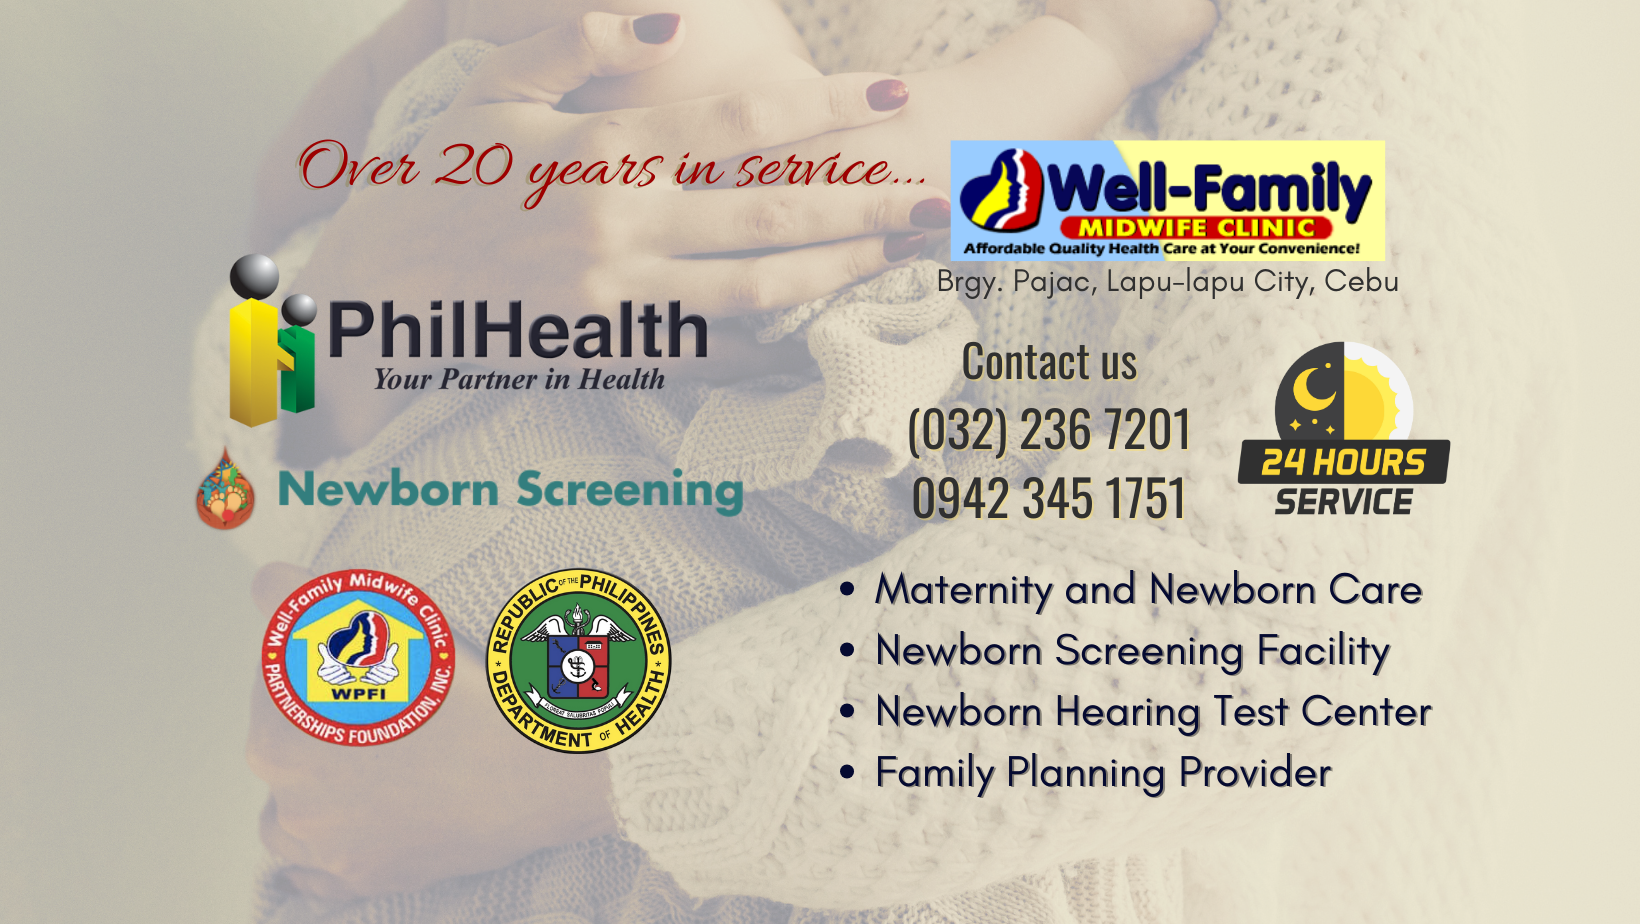 Over 20 years in service...
Well-Family
MIDWIFE CLINIC
Affordable Quality Health Care at Your Convenience!
Brgy. Pajac, Lapu-lapu City, Cebu
PhilHealth
Your Partner in Health
Newborn Screening
Well-Family Midwife Clinic
PARTNERSHIPS FOUNDATION, INC.
WPFI
REPUBLIC OF THE PHILIPPINES
DEPARTMENT OF HEALTH
Contact us
(032) 236 7201
0942 345 1751
24 HOURS
SERVICE
• Maternity and Newborn Care
• Newborn Screening Facility
• Newborn Hearing Test Center
• Family Planning Provider